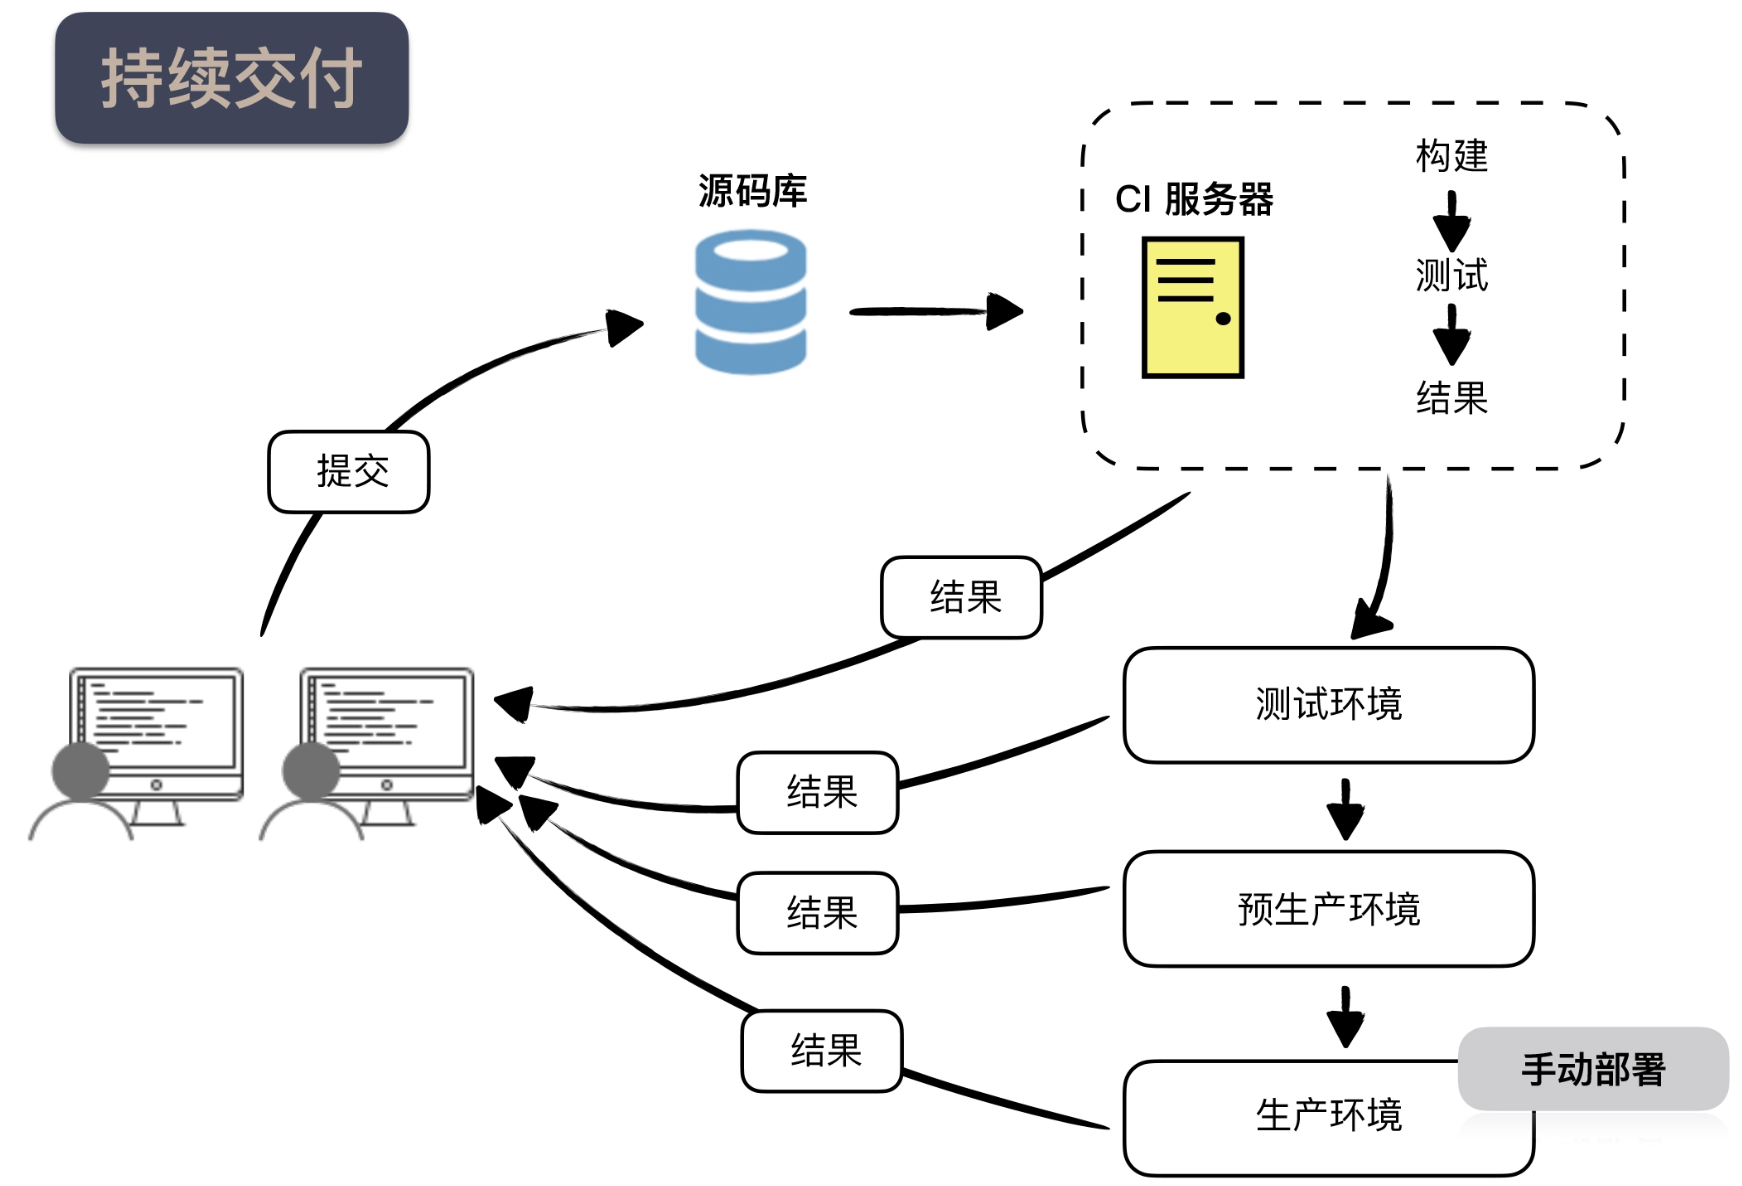 持续交付
源码库
CI 服务器
构建
测试
结果
提交
结果
测试环境
结果
预生产环境
结果
结果
生产环境
手动部署